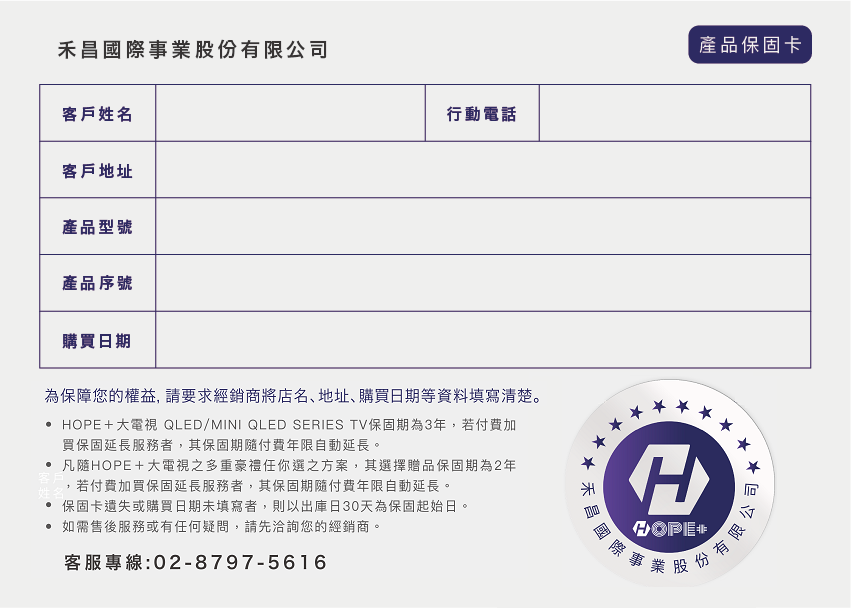 禾昌國際事業股份有限公司
產品保固卡
客戶姓名
行動電話
客戶地址
產品型號
產品序號
購買日期
為保障您的權益,請要求經銷商將店名、地址、購買日期等資料填寫清楚。
• HOPE＋大電視 QLED/MINI QLED SERIES TV保固期為3年，若付費加
買保固延長服務者，其保固期隨付費年限自動延長。
• 凡隨HOPE＋大電視之多重豪禮任你選之方案，其選擇贈品保固期為2年
，若付費加買保固延長服務者，其保固期隨付費年限自動延長。
客戶
姓名
• 保固卡遺失或購買日期未填寫者，則以出庫日30天為保固起始日。
• 如需售後服務或有任何疑問，請先洽詢您的經銷商。
客服專線:02-8797-5616
HOPE+
禾昌國際事業股份有限公司